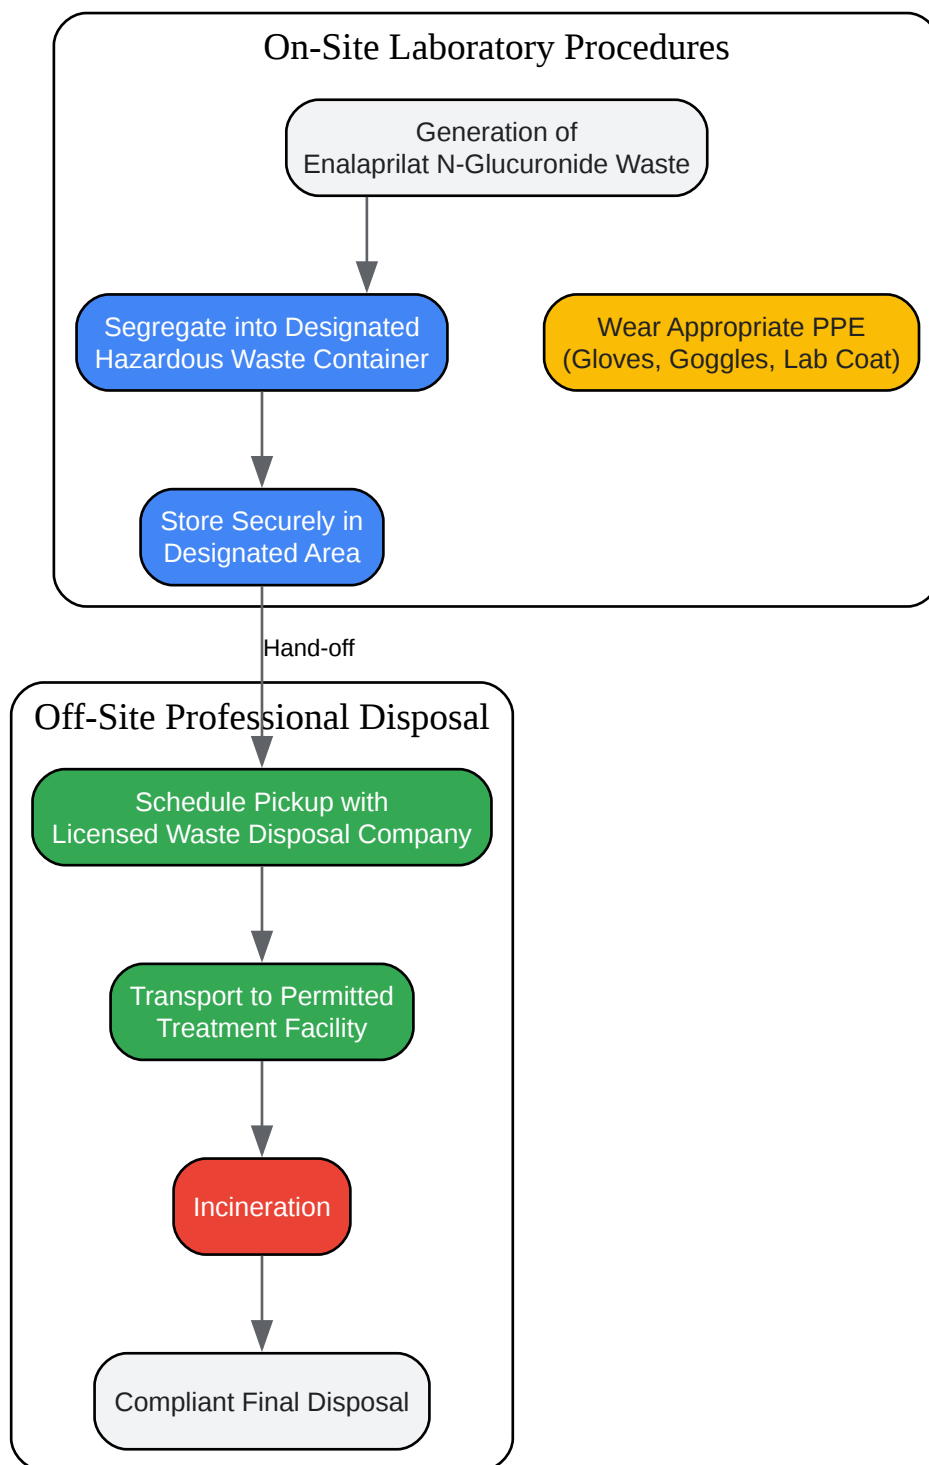 On-Site Laboratory Procedures
Generation of
Enalaprilat N-Glucuronide Waste
Segregate into Designated
Hazardous Waste Container
Wear Appropriate PPE
(Gloves, Goggles, Lab Coat)
Store Securely in
Designated Area
Hand-off
Off-Site Professional Disposal
Schedule Pickup with
Licensed Waste Disposal Company
Transport to Permitted
Treatment Facility
Incineration
Compliant Final Disposal